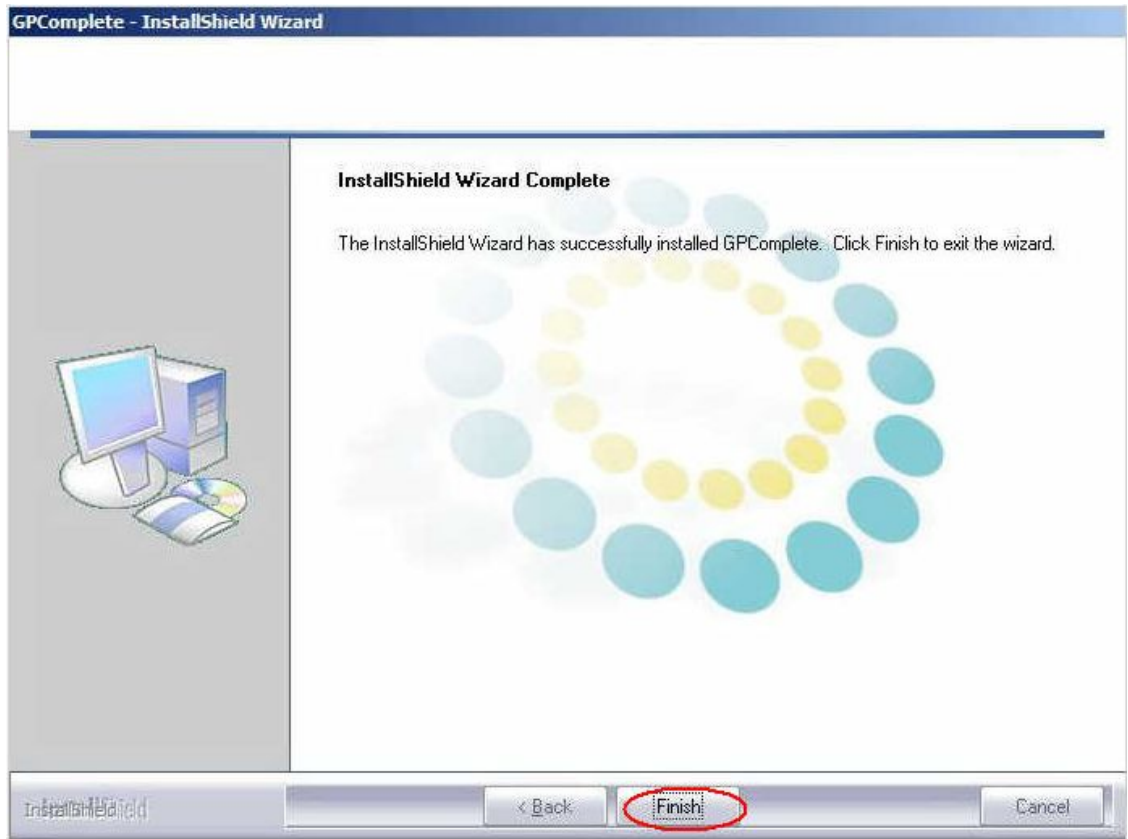 GPComplete - InstallShield Wizard
InstallShield Wizard Complete
The InstallShield Wizard has successfully installed GPComplete. Click Finish to exit the wizard.
InstallShield
< Back
Finish
Cancel